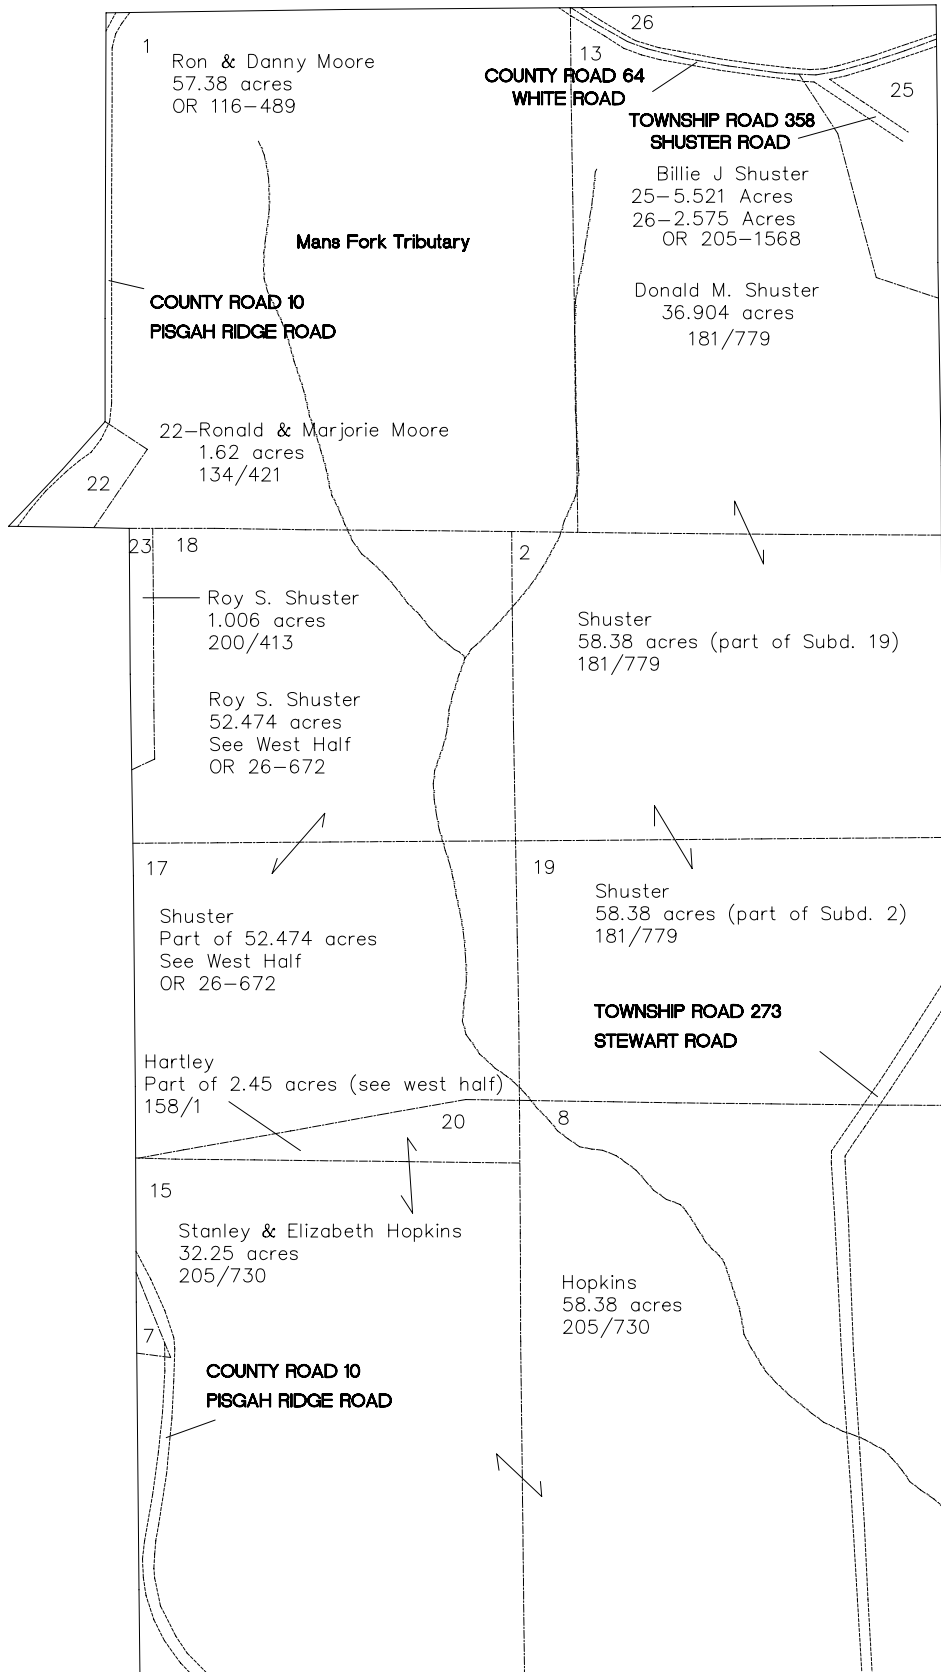 26
1
13
Ron & Danny Moore
57.38 acres
OR 116-489
COUNTY ROAD 64
WHITE ROAD
25
TOWNSHIP ROAD 358
SHUSTER ROAD
Billie J Shuster
25-5.521 Acres
26-2.575 Acres
OR 205-1568
Mans Fork Tributary
Donald M. Shuster
36.904 acres
181/779
COUNTY ROAD 10
PISGAH RIDGE ROAD
22-Ronald & Marjorie Moore
1.62 acres
134/421
22
23
18
2
Roy S. Shuster
1.006 acres
200/413
Shuster
58.38 acres (part of Subd. 19)
181/779
Roy S. Shuster
52.474 acres
See West Half
OR 26-672
17
19
Shuster
Part of 52.474 acres
See West Half
OR 26-672
Shuster
58.38 acres (part of Subd. 2)
181/779
TOWNSHIP ROAD 273
STEWART ROAD
Hartley
Part of 2.45 acres (see west half)
158/1
20
8
15
Stanley & Elizabeth Hopkins
32.25 acres
205/730
Hopkins
58.38 acres
205/730
7
COUNTY ROAD 10
PISGAH RIDGE ROAD